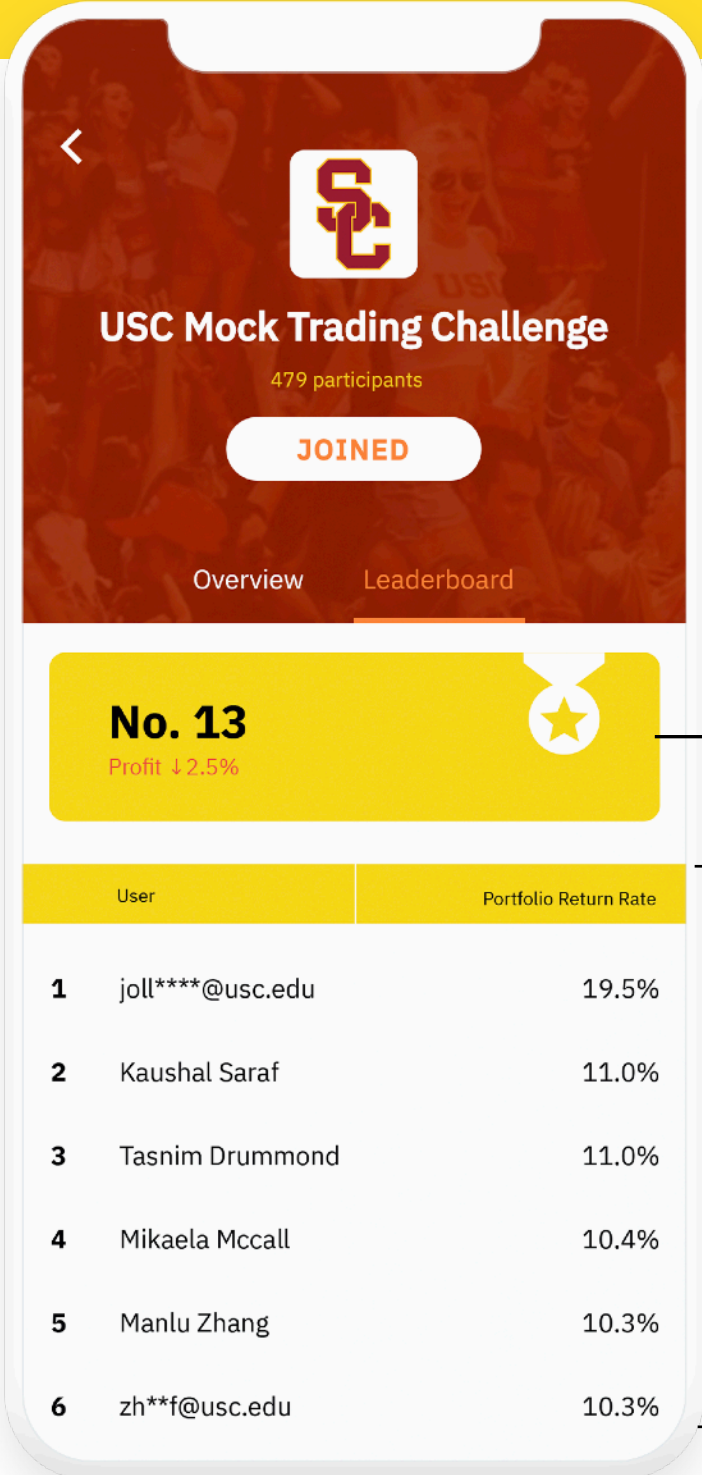 SC
USC Mock Trading Challenge
479 participants
JOINED
Overview Leaderboard
No. 13
Profit ↓2.5%
User Portfolio Return Rate
1 joll****@usc.edu 19.5%
2 Kaushal Saraf 11.0%
3 Tasnim Drummond 11.0%
4 Mikaela Mccall 10.4%
5 Manlu Zhang 10.3%
6 zh**f@usc.edu 10.3%